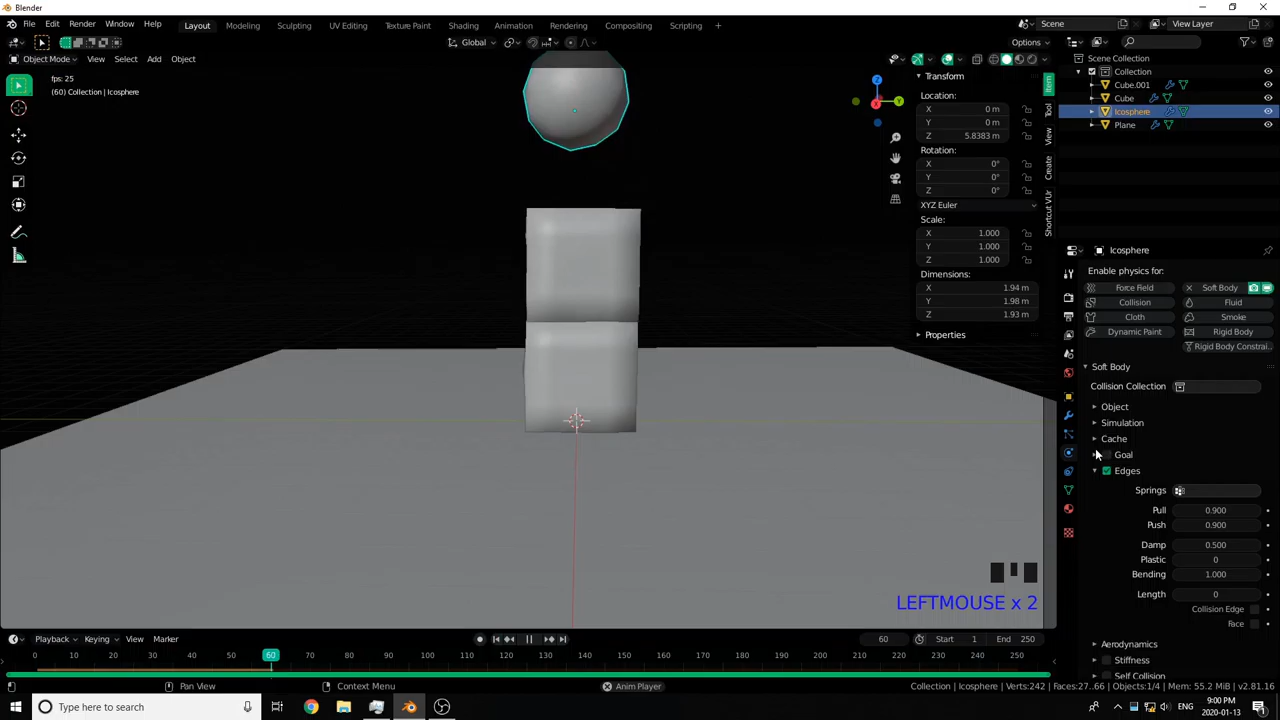 Blender
File Edit Render Window Help
Layout Modeling Sculpting UV Editing Texture Paint Shading Animation Rendering Compositing Scripting
Scene View Layer
Global Options
Object Mode View Select Add Object
fps: 25
(60) Collection | Icosphere
Z Y X
Transform
Location:
X 0 m
Y 0 m
Z 5.8383 m
Rotation:
X 0°
Y 0°
Z 0°
XYZ Euler
Scale:
X 1.000
Y 1.000
Z 1.000
Dimensions:
X 1.94 m
Y 1.98 m
Z 1.93 m
Properties
Item
Tool
View
Create
Shortcut VUr
Scene Collection
Collection
Cube.001
Cube
Icosphere
Plane
Icosphere
Enable physics for:
Force Field Soft Body
Collision Fluid
Cloth Smoke
Dynamic Paint Rigid Body
Rigid Body Constrai..
Soft Body
Collision Collection
Object
Simulation
Cache
Goal
Edges
Springs
Pull 0.900
Push 0.900
Damp 0.500
Plastic 0
Bending 1.000
Length 0
Collision Edge
Face
Aerodynamics
Stiffness
Self Collision
LEFTMOUSE x 2
Playback Keying View Marker 60 Start 1 End 250
0 10 20 30 40 50 60 70 80 90 100 110 120 130 140 150 160 170 180 190 200 210 220 230 240 250
Pan View Context Menu Anim Player Collection | Icosphere | Verts:242 | Faces:27..66 | Objects:1/4 | Mem: 55.2 MiB | v2.81.16
Type here to search
ENG 9:00 PM
2020-01-13